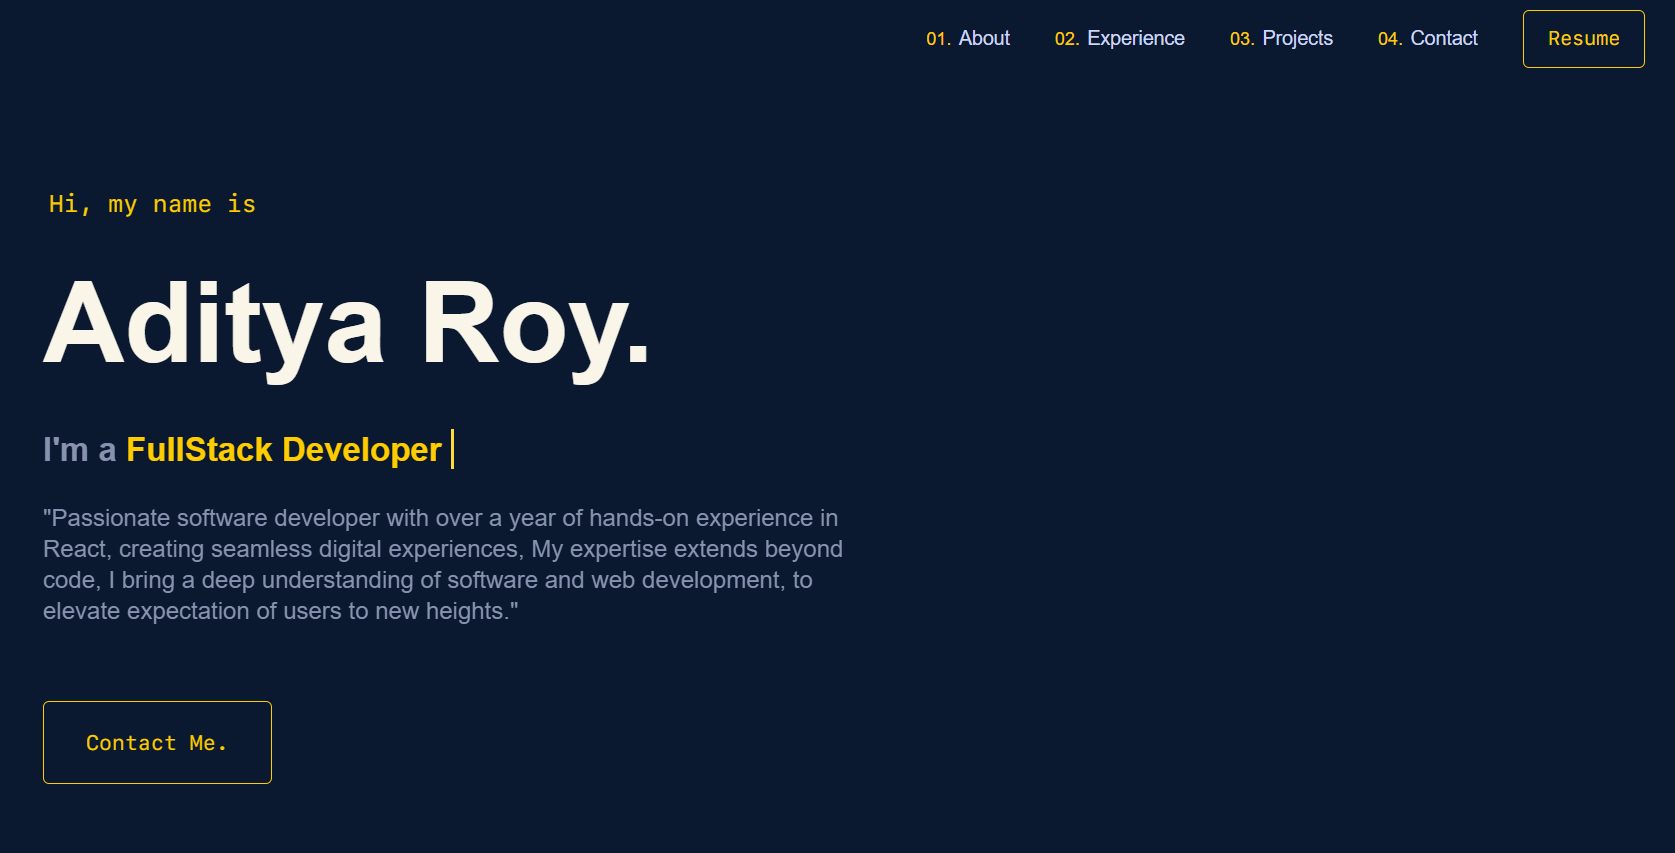 01. About 02. Experience 03. Projects 04. Contact Resume
Hi, my name is
Aditya Roy.
I'm a FullStack Developer
"Passionate software developer with over a year of hands-on experience in
React, creating seamless digital experiences, My expertise extends beyond
code, I bring a deep understanding of software and web development, to
elevate expectation of users to new heights."
Contact Me.